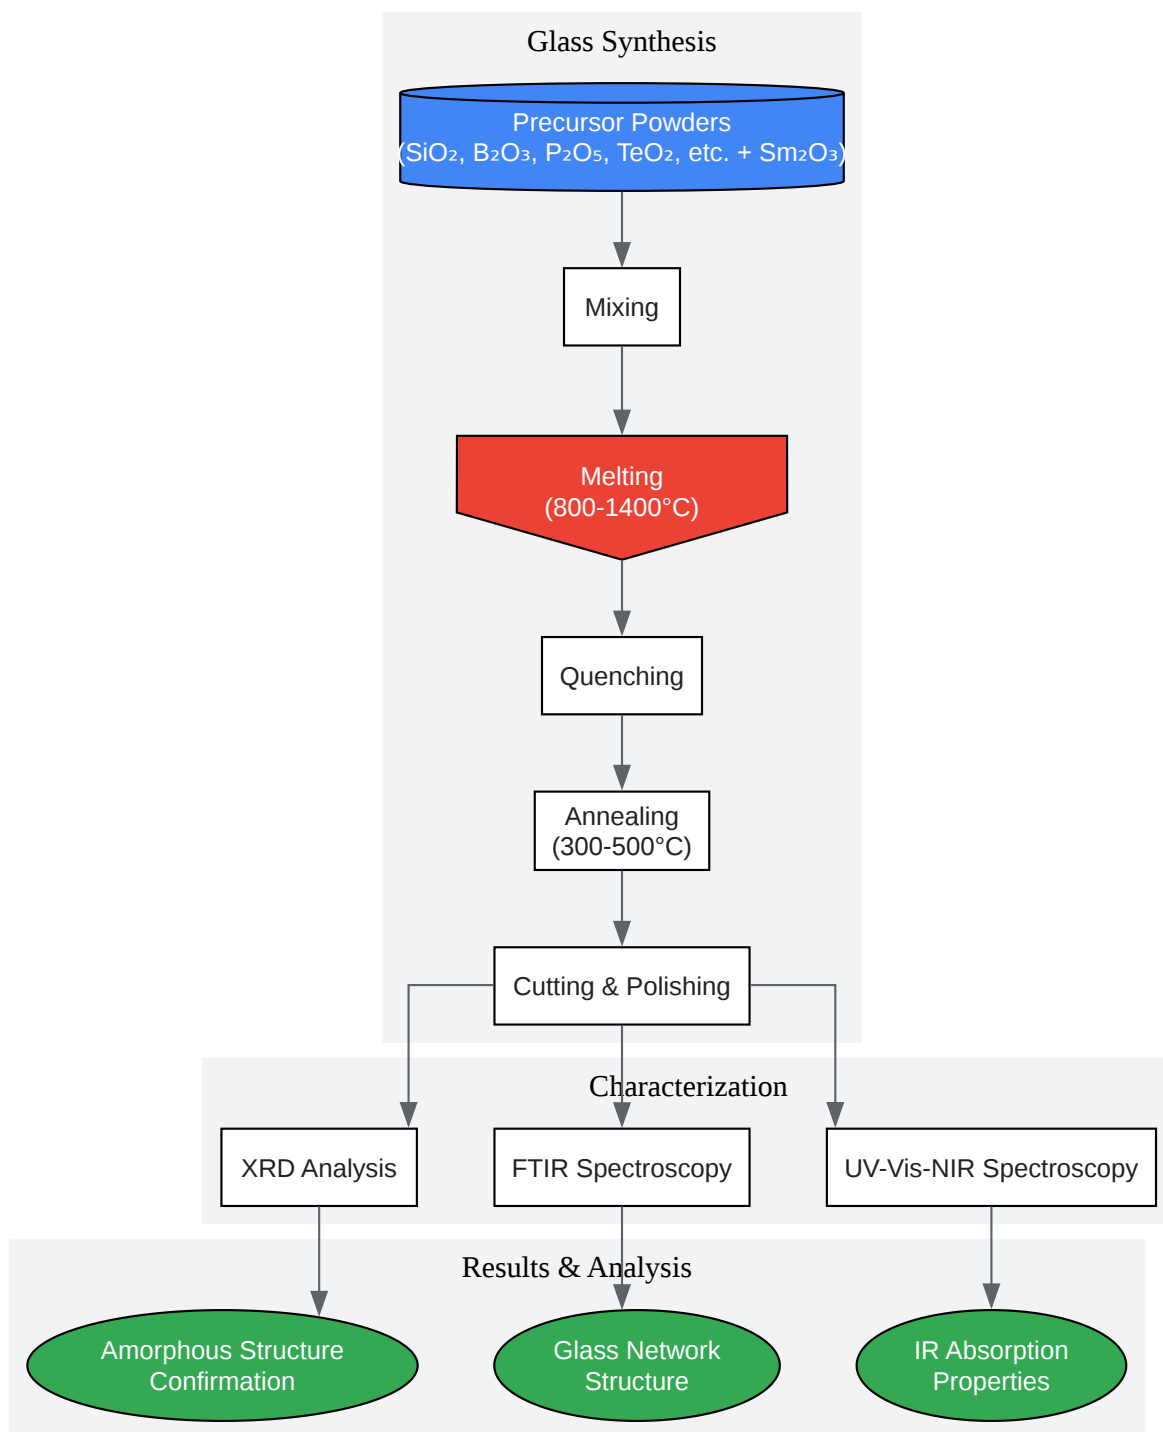 Glass Synthesis
Precursor Powders
(SiO₂, B₂O₃, P₂O₅, TeO₂, etc. + Sm₂O₃)
Mixing
Melting
(800-1400°C)
Quenching
Annealing
(300-500°C)
Cutting & Polishing
Characterization
XRD Analysis
FTIR Spectroscopy
UV-Vis-NIR Spectroscopy
Results & Analysis
Amorphous Structure
Confirmation
Glass Network
Structure
IR Absorption
Properties